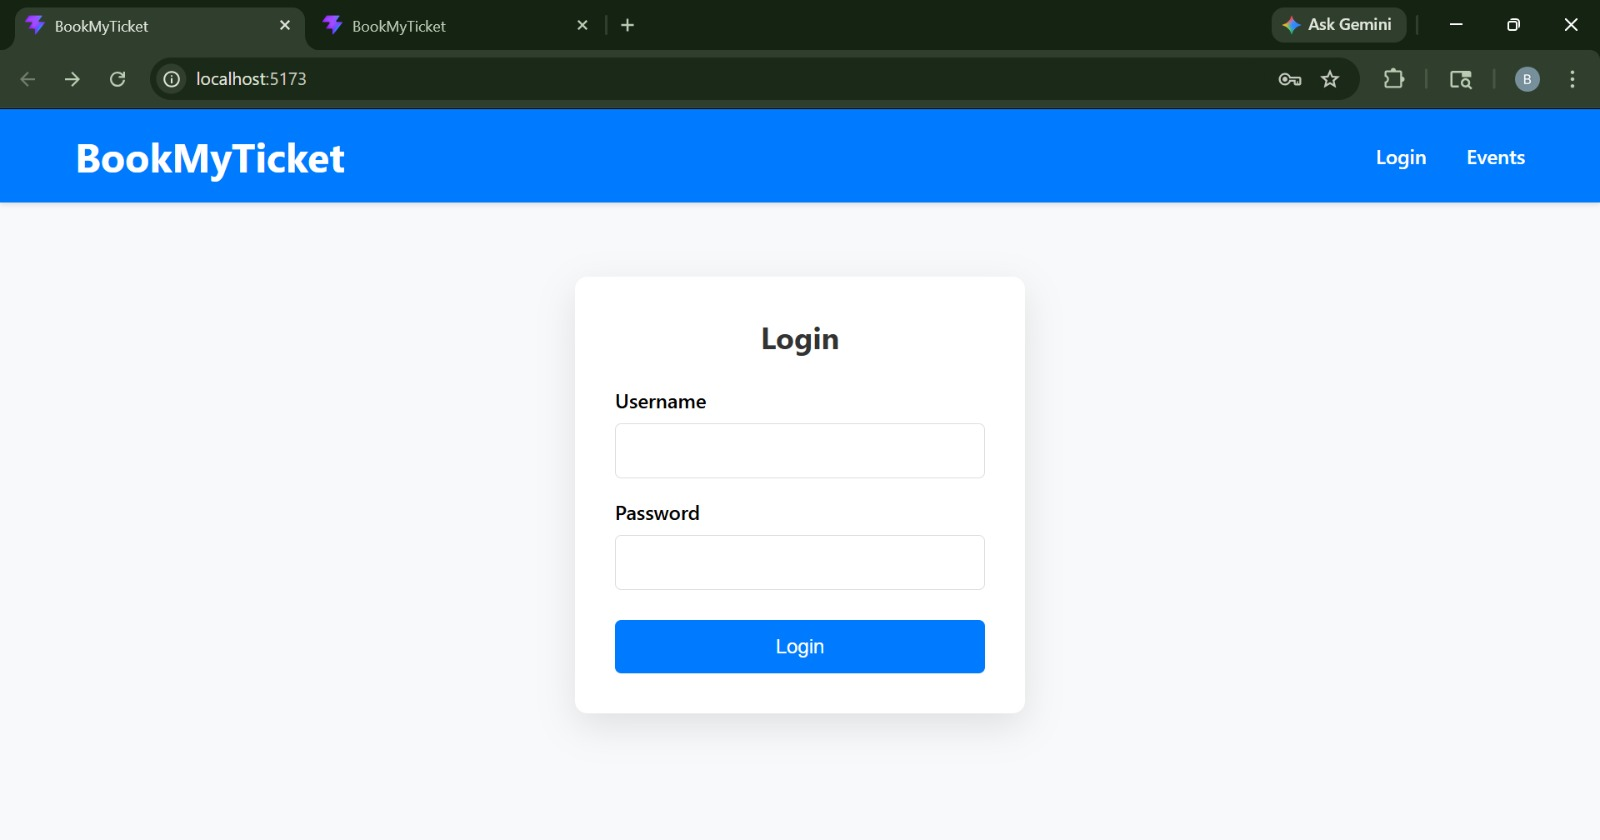 BookMyTicket
BookMyTicket
Ask Gemini
localhost:5173
B
BookMyTicket
Login
Events
Login
Username
Password
Login